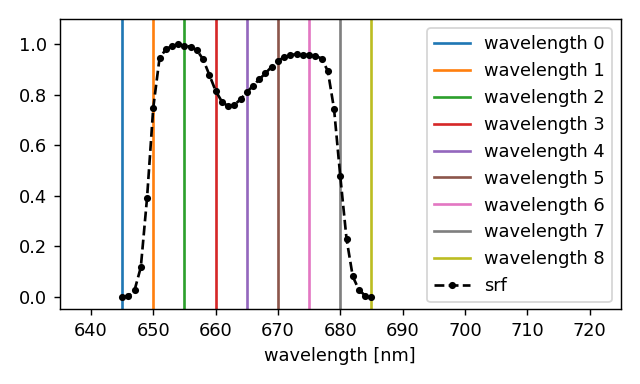 1.0
0.8
0.6
0.4
0.2
0.0
640 650 660 670 680 690 700 710 720
wavelength [nm]
wavelength 0
wavelength 1
wavelength 2
wavelength 3
wavelength 4
wavelength 5
wavelength 6
wavelength 7
wavelength 8
srf